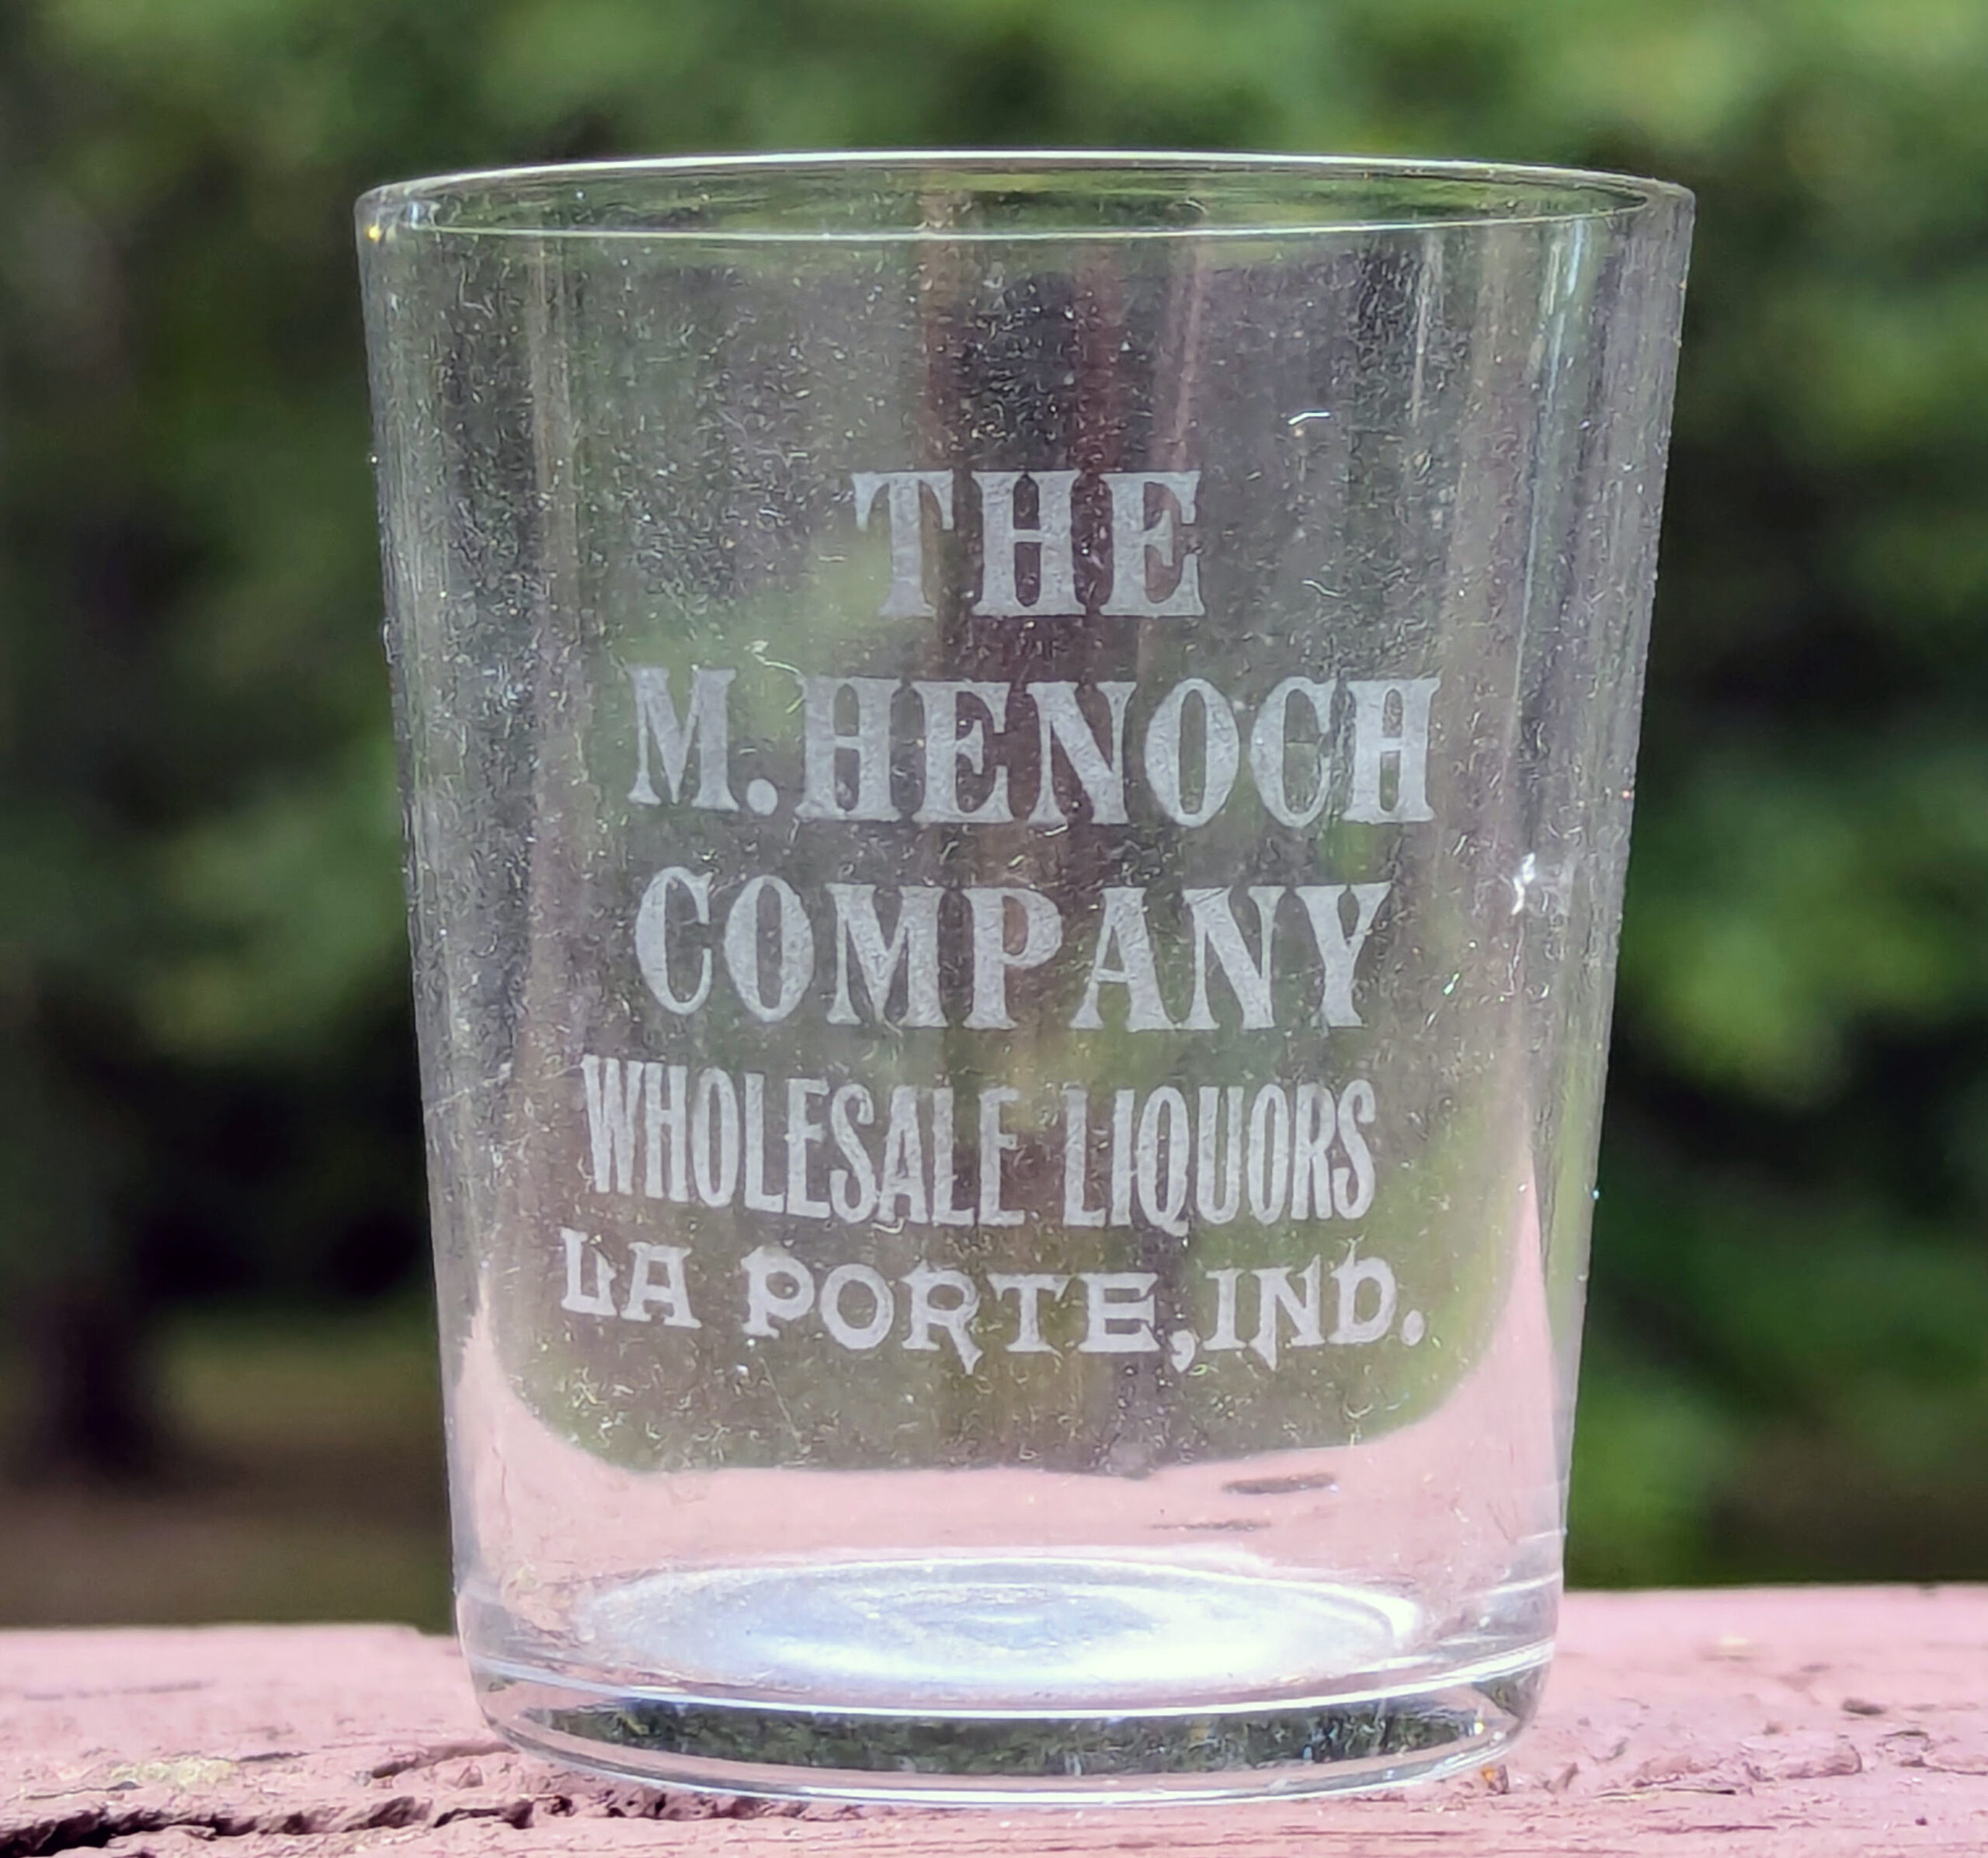 THE
M. HENOCH
COMPANY
WHOLESALE LIQUORS
LA PORTE, IND.